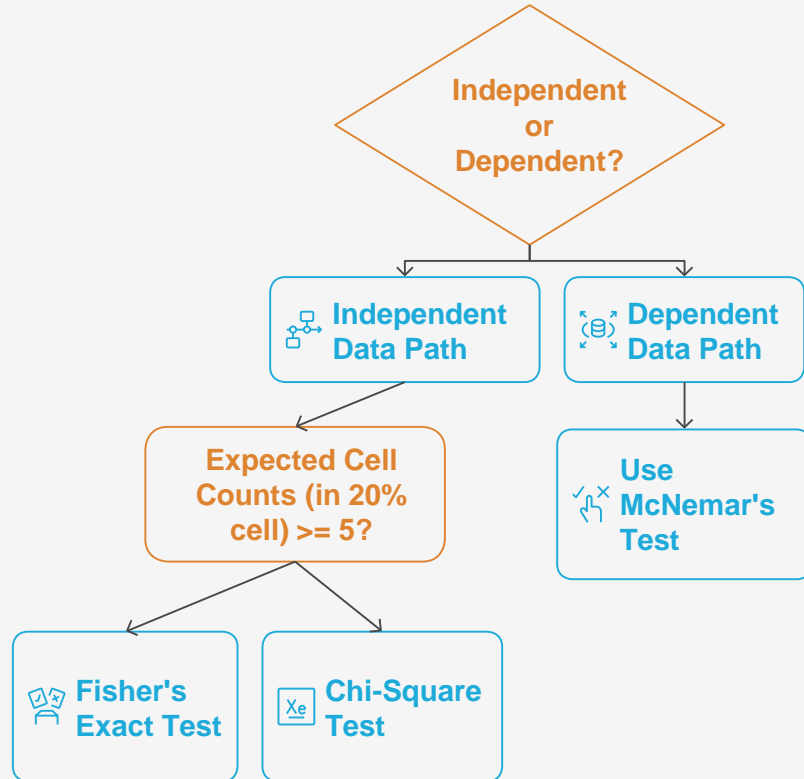 Independent
or
Dependent?
Independent
Data Path
Dependent
Data Path
Expected Cell
Counts (in 20%
cell) >= 5?
Use
McNemar's
Test
Fisher's
Exact Test
Xe
Chi-Square
Test